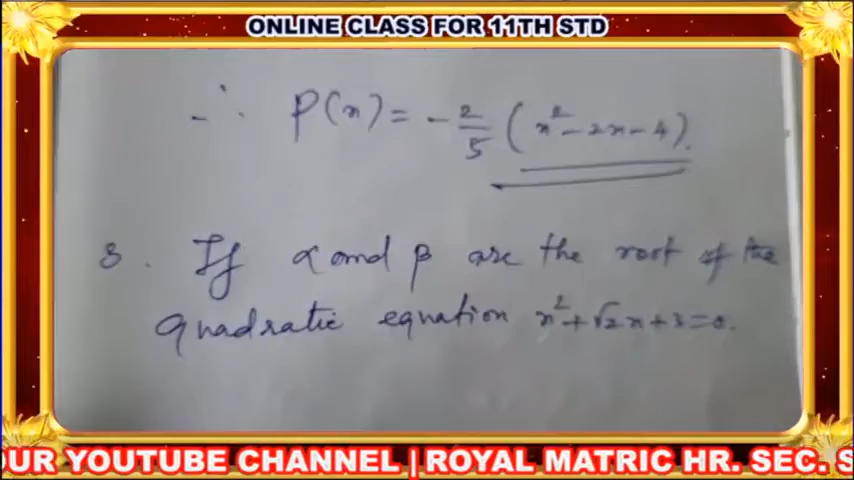 ONLINE CLASS FOR 11TH STD
∴ P(x) = -2/5 (x² - 2x - 4).
3. If α and β are the root of the
quadratic equation x² + √2x + 3 = 0.
OUR YOUTUBE CHANNEL | ROYAL MATRIC HR. SEC. S